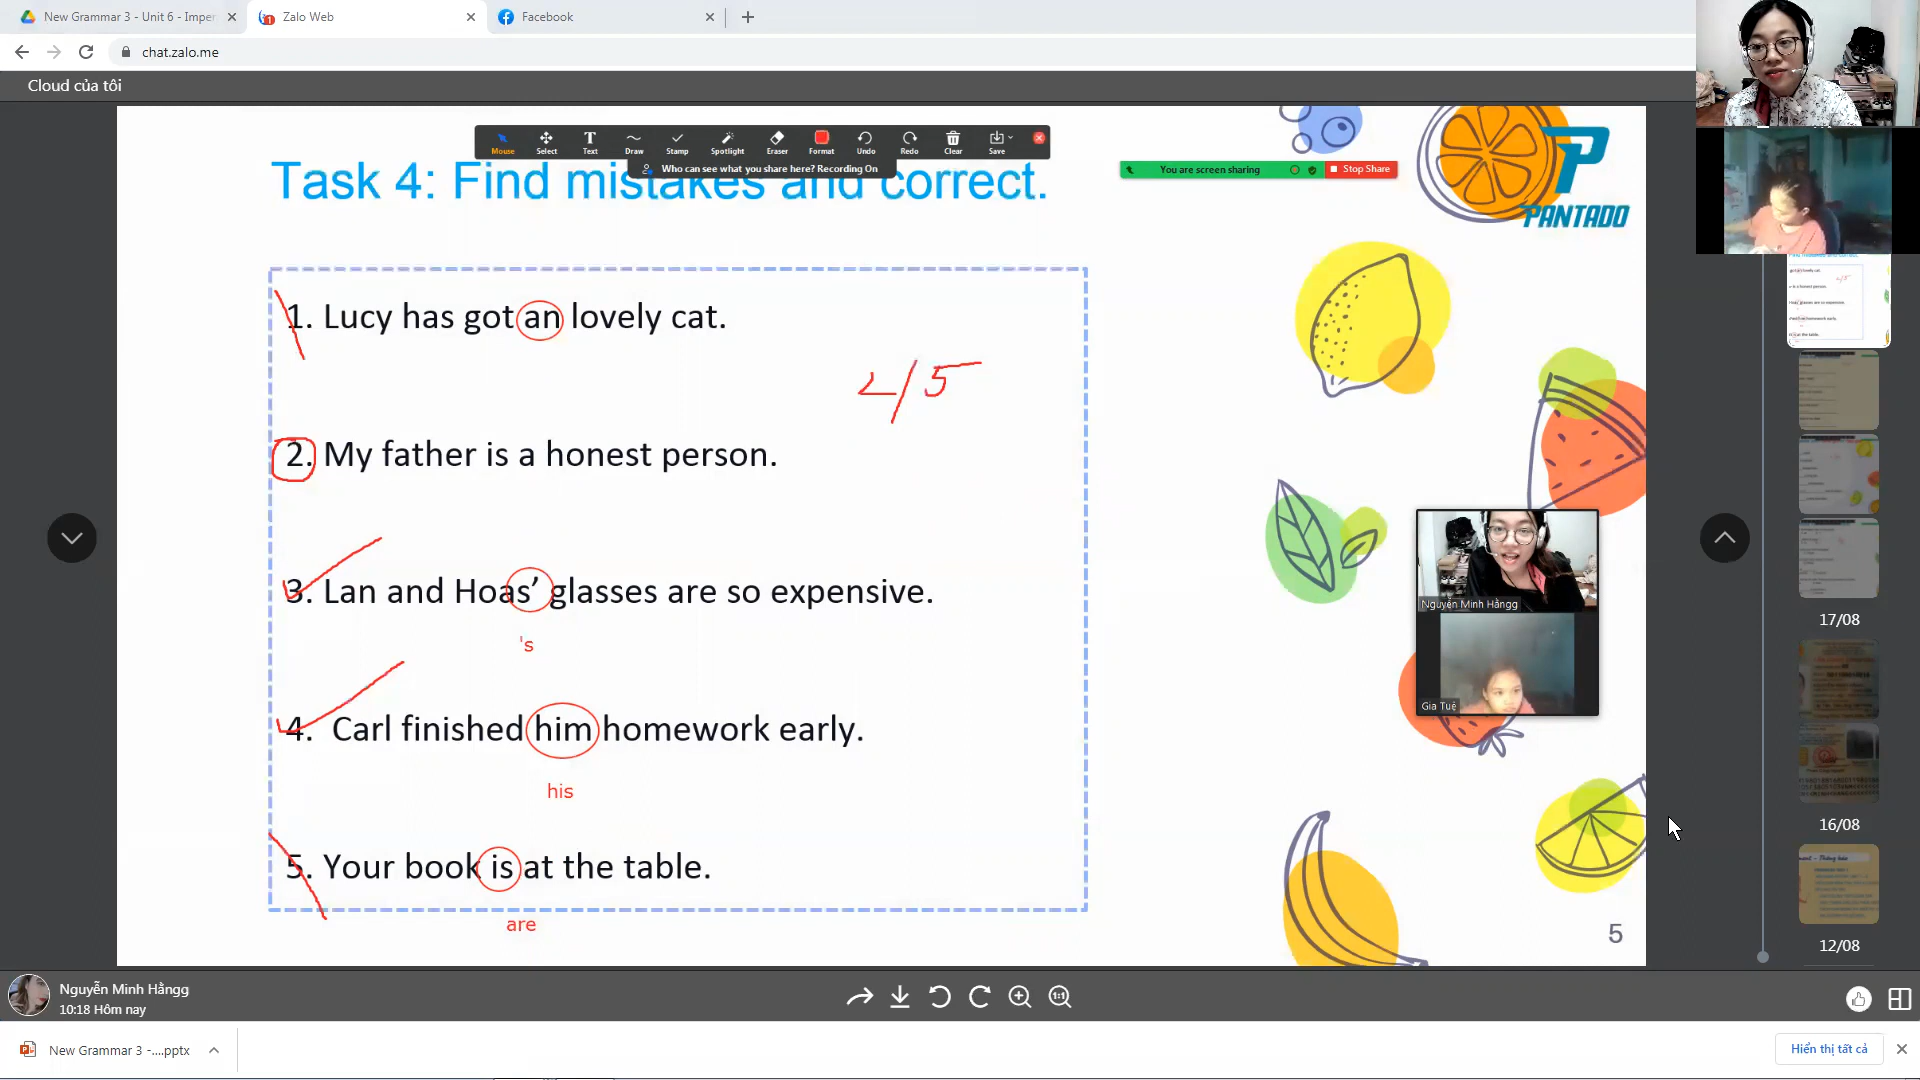 New Grammar 3 - Unit 6 - Imper
Zalo Web
Facebook
chat.zalo.me
Cloud của tôi
Mouse Select Text Draw Stamp Spotlight Eraser Format Undo Redo Clear Save
Who can see what you share here? Recording On
You are screen sharing Stop Share
Task 4: Find mistakes and correct.
PANTADO
1. Lucy has got an lovely cat.
2/5
2. My father is a honest person.
3. Lan and Hoas’ glasses are so expensive.
's
4. Carl finished him homework early.
his
5. Your book is at the table.
are
5
Nguyễn Minh Hằngg
Gia Tuệ
17/08
16/08
12/08
Nguyễn Minh Hằngg
10:18 Hôm nay
1:1
New Grammar 3 -....pptx
Hiển thị tất cả